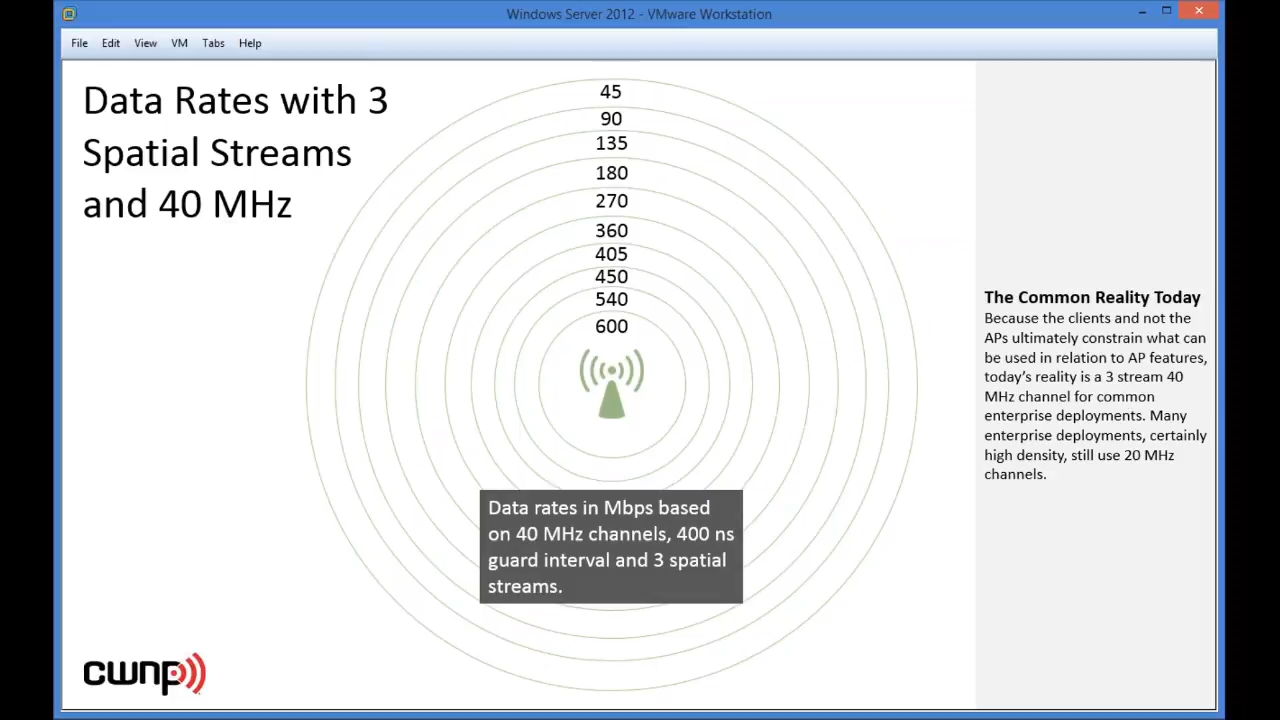 Windows Server 2012 - VMware Workstation
File Edit View VM Tabs Help
Data Rates with 3
Spatial Streams
and 40 MHz
45
90
135
180
270
360
405
450
540
600
Data rates in Mbps based
on 40 MHz channels, 400 ns
guard interval and 3 spatial
streams.
The Common Reality Today
Because the clients and not the
APs ultimately constrain what can
be used in relation to AP features,
today's reality is a 3 stream 40
MHz channel for common
enterprise deployments. Many
enterprise deployments, certainly
high density, still use 20 MHz
channels.
cwnp